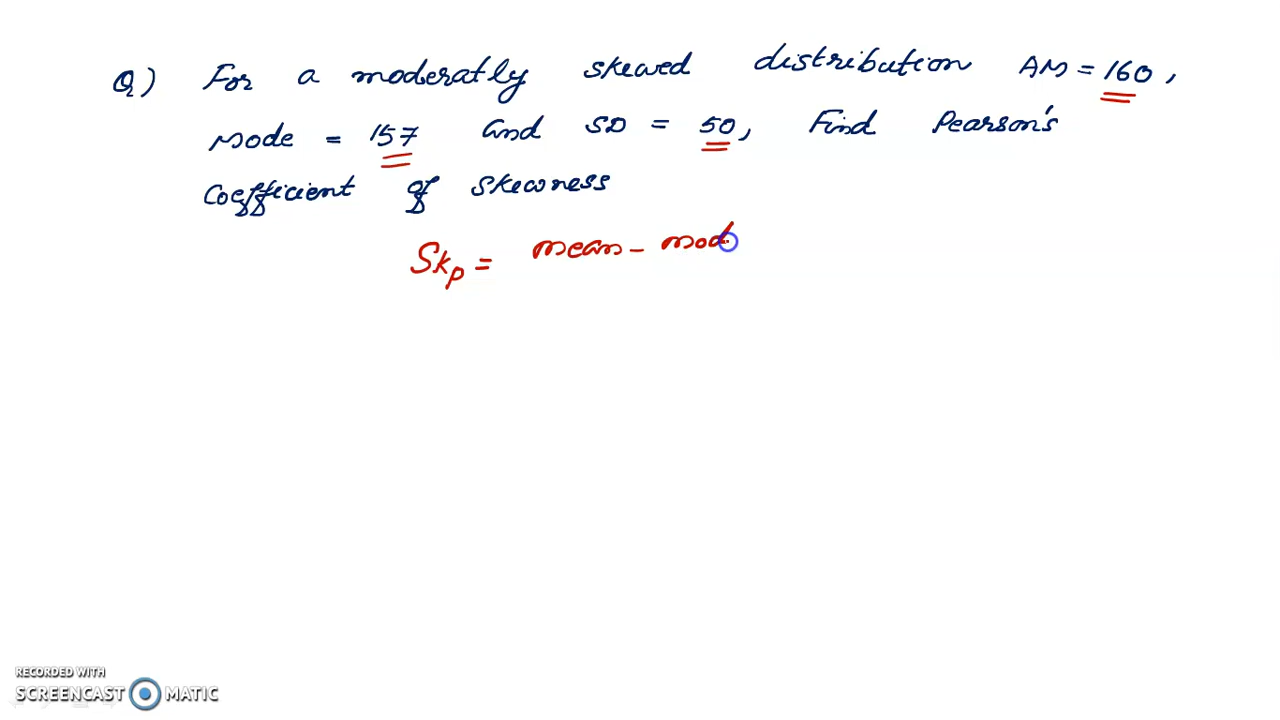 Q) For a moderatly skewed distribution AM = 160,
Mode = 157 and SD = 50, Find Pearson's
Coefficient of Skewness
Skp = mean - mod
RECORDED WITH
SCREENCAST MATIC